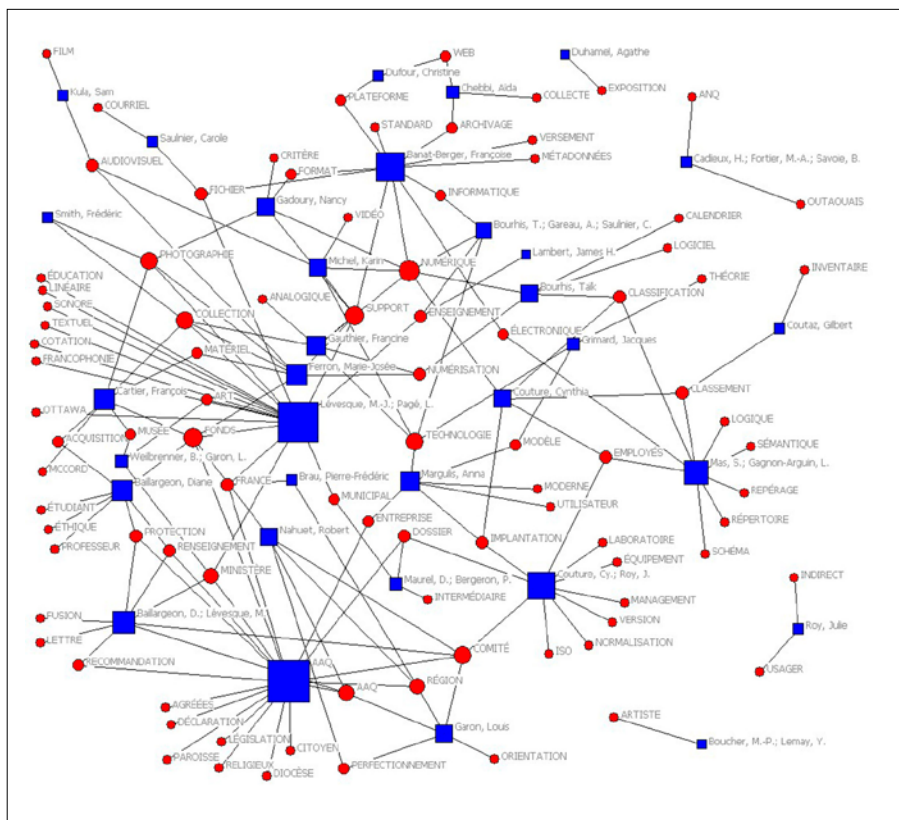 FILM
WEB
Duhamel, Agathe
Dufour, Christine
Kula, Sam
Chebbi, Aïda
COLLECTE
EXPOSITION
ANQ
PLATEFORME
COURRIEL
STANDARD
ARCHIVAGE
Saulnier, Carole
VERSEMENT
CRITÈRE
MÉTADONNÉES
AUDIOVISUEL
Banat-Berger, Françoise
Cadieux, H.; Fortier, M.-A.; Savoie, B.
FORMAT
FICHIER
INFORMATIQUE
OUTAOUAIS
Gadoury, Nancy
Smith, Frédéric
VIDÉO
CALENDRIER
Bourhis, T.; Gareau, A.; Saulnier, C.
LOGICIEL
Lambert, James H.
PHOTOGRAPHIE
Michel, Karin
NUMÉRIQUE
INVENTAIRE
ÉDUCATION
THÉORIE
LINÉAIRE
Bourhis, Taïk
CLASSIFICATION
ANALOGIQUE
SONORE
SUPPORT
ENSEIGNEMENT
COLLECTION
TEXTUEL
Coutaz, Gilbert
ÉLECTRONIQUE
COTATION
Gauthier, Francine
Grimard, Jacques
MATÉRIEL
FRANCOPHONIE
Ferron, Marie-Josée
NUMÉRISATION
CLASSEMENT
Cartier, François
ART
Couture, Cynthia
OTTAWA
Lévesque, M.-J.; Pagé, L.
LOGIQUE
MUSÉE
ACQUISITION
FONDS
TECHNOLOGIE
MODÈLE
SÉMANTIQUE
Weilbrenner, B.; Garon, L.
EMPLOYÉS
MCCORD
Mas, S.; Gagnon-Arguin, L.
Baillargeon, Diane
FRANCE
Brau, Pierre-Frédéric
Margulis, Anna
MODERNE
REPÉRAGE
MUNICIPAL
UTILISATEUR
ÉTUDIANT
RÉPERTOIRE
ÉTHIQUE
ENTREPRISE
PROTECTION
Nahuet, Robert
DOSSIER
IMPLANTATION
LABORATOIRE
PROFESSEUR
RENSEIGNEMENT
SCHÉMA
ÉQUIPEMENT
MINISTÈRE
Maurel, D.; Bergeron, P.
Couture, Cy.; Roy, J.
INDIRECT
INTERMÉDIAIRE
MANAGEMENT
FUSION
Baillargeon, D.; Lévesque, M.
VERSION
Roy, Julie
LETTRE
NORMALISATION
ISO
COMITÉ
RECOMMANDATION
AAQ
USAGER
RÉGION
AAQ
AGRÉÉES
ARTISTE
DÉCLARATION
Garon, Louis
LÉGISLATION
CITOYEN
Boucher, M.-P.; Lemay, Y.
PAROISSE
RELIGIEUX
PERFECTIONNEMENT
ORIENTATION
DIOCÈSE